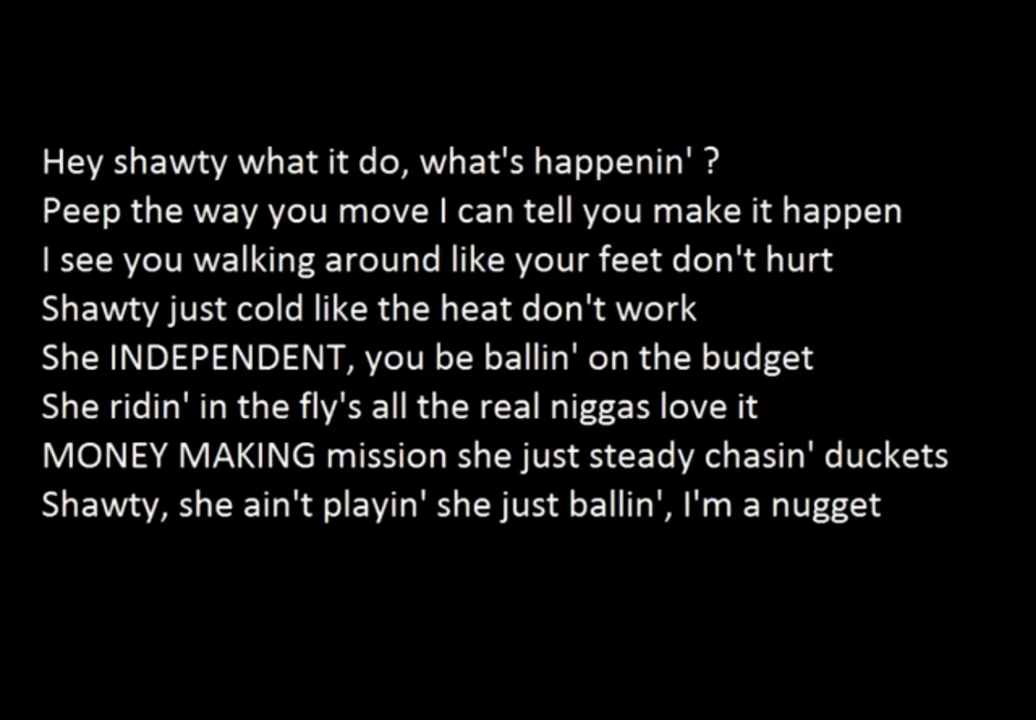 Hey shawty what it do, what's happenin' ?
Peep the way you move I can tell you make it happen
I see you walking around like your feet don't hurt
Shawty just cold like the heat don't work
She INDEPENDENT, you be ballin' on the budget
She ridin' in the fly's all the real niggas love it
MONEY MAKING mission she just steady chasin' duckets
Shawty, she ain't playin' she just ballin', I'm a nugget